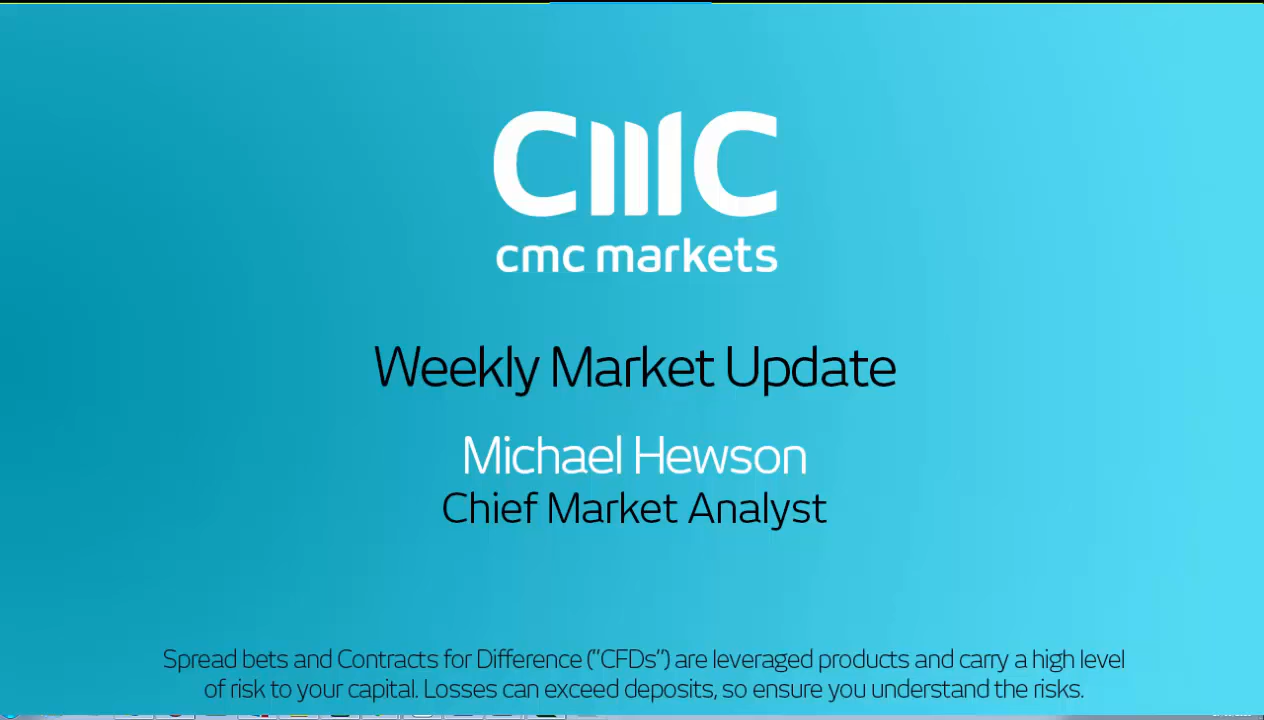 CMC
cmc markets
Weekly Market Update
Michael Hewson
Chief Market Analyst
Spread bets and Contracts for Difference (“CFDs”) are leveraged products and carry a high level
of risk to your capital. Losses can exceed deposits, so ensure you understand the risks.